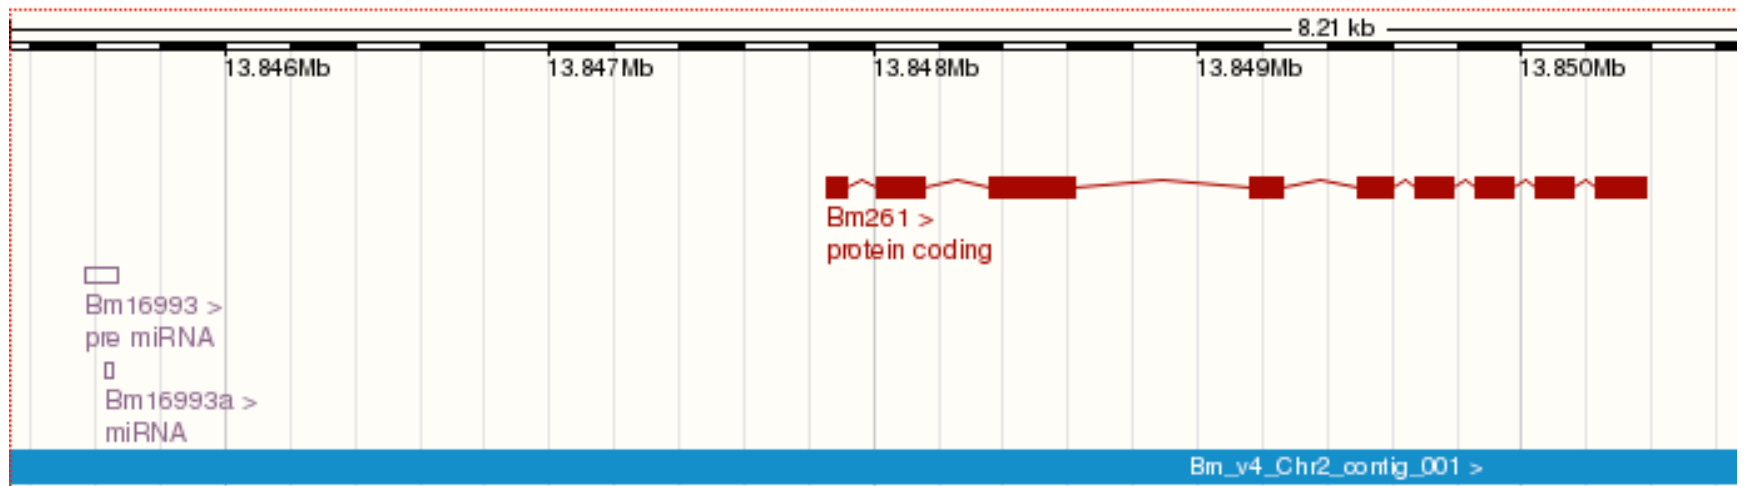 8.21 kb
13.846Mb 13.847Mb 13.848Mb 13.849Mb 13.850Mb
Bm261 >
protein coding
Bm16993 >
pre miRNA
Bm16993a >
miRNA
Bm_v4_Chr2_contig_001 >